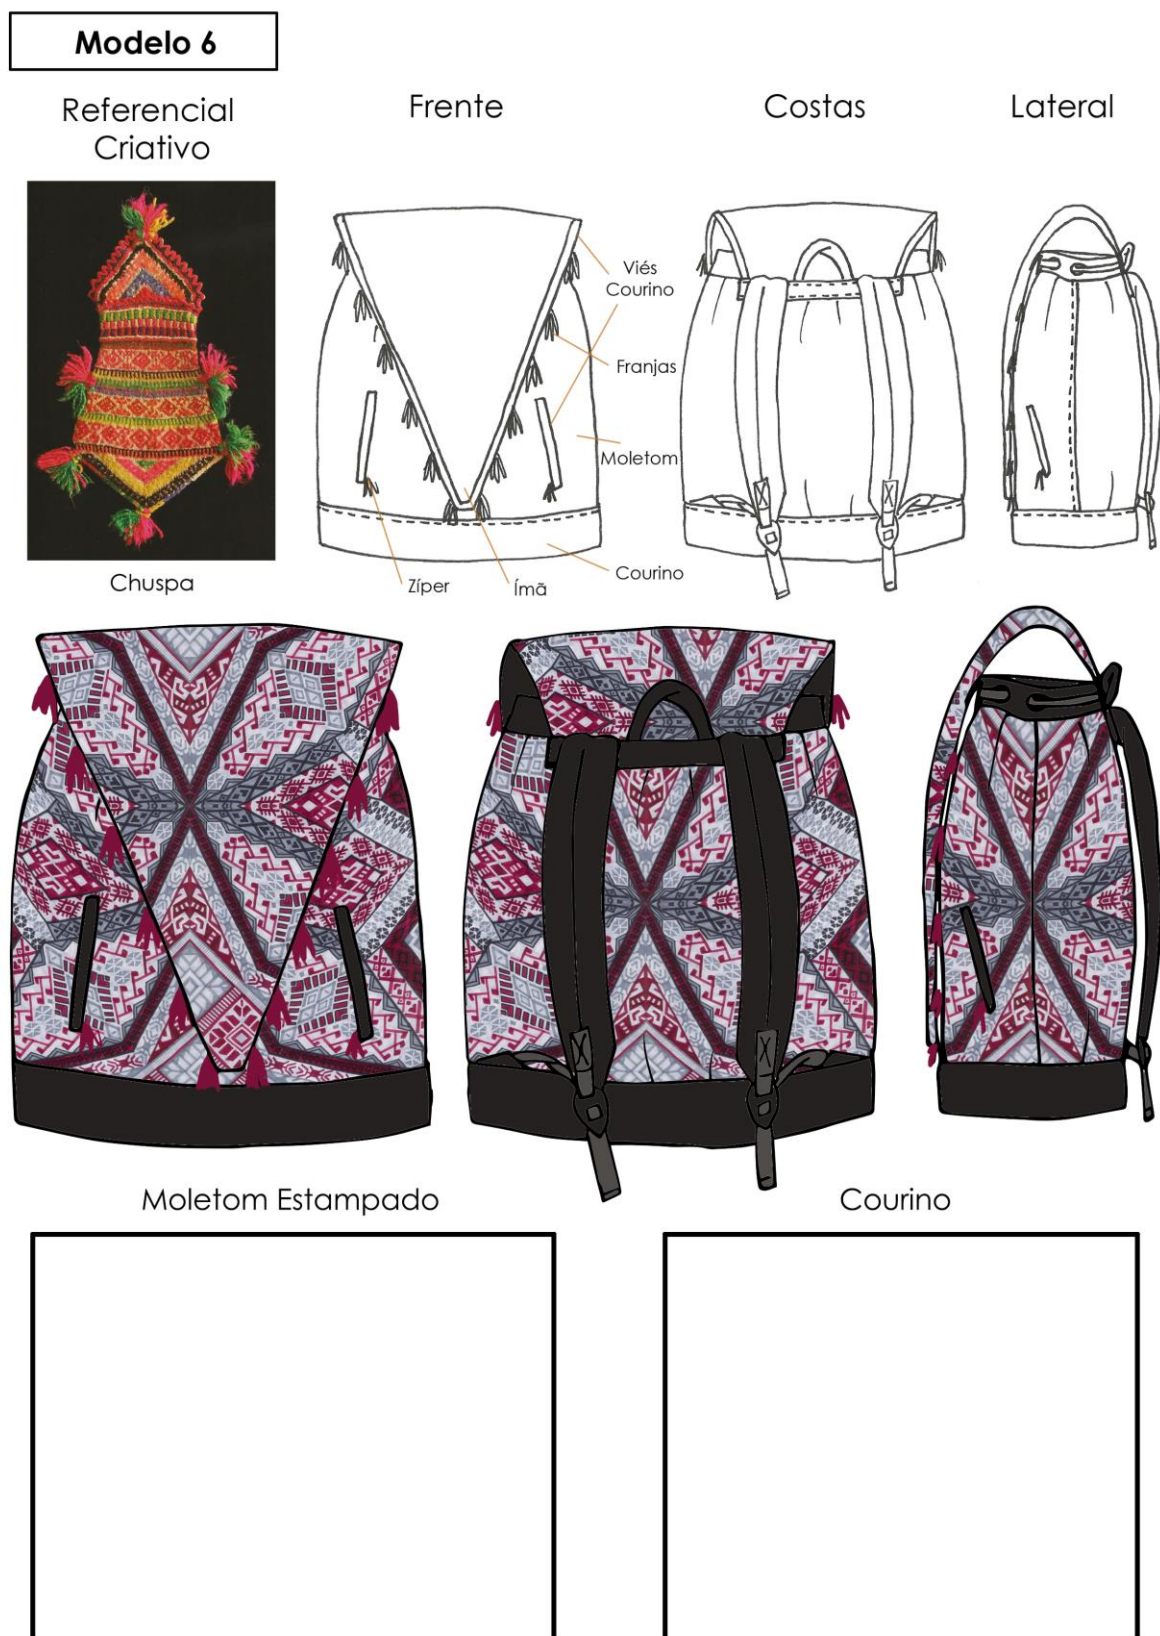 Modelo 6
Referencial
Criativo
Frente
Costas
Lateral
Viés
Courino
Franjas
Moletom
Courino
Zíper
Ímã
Chuspa
Moletom Estampado
Courino